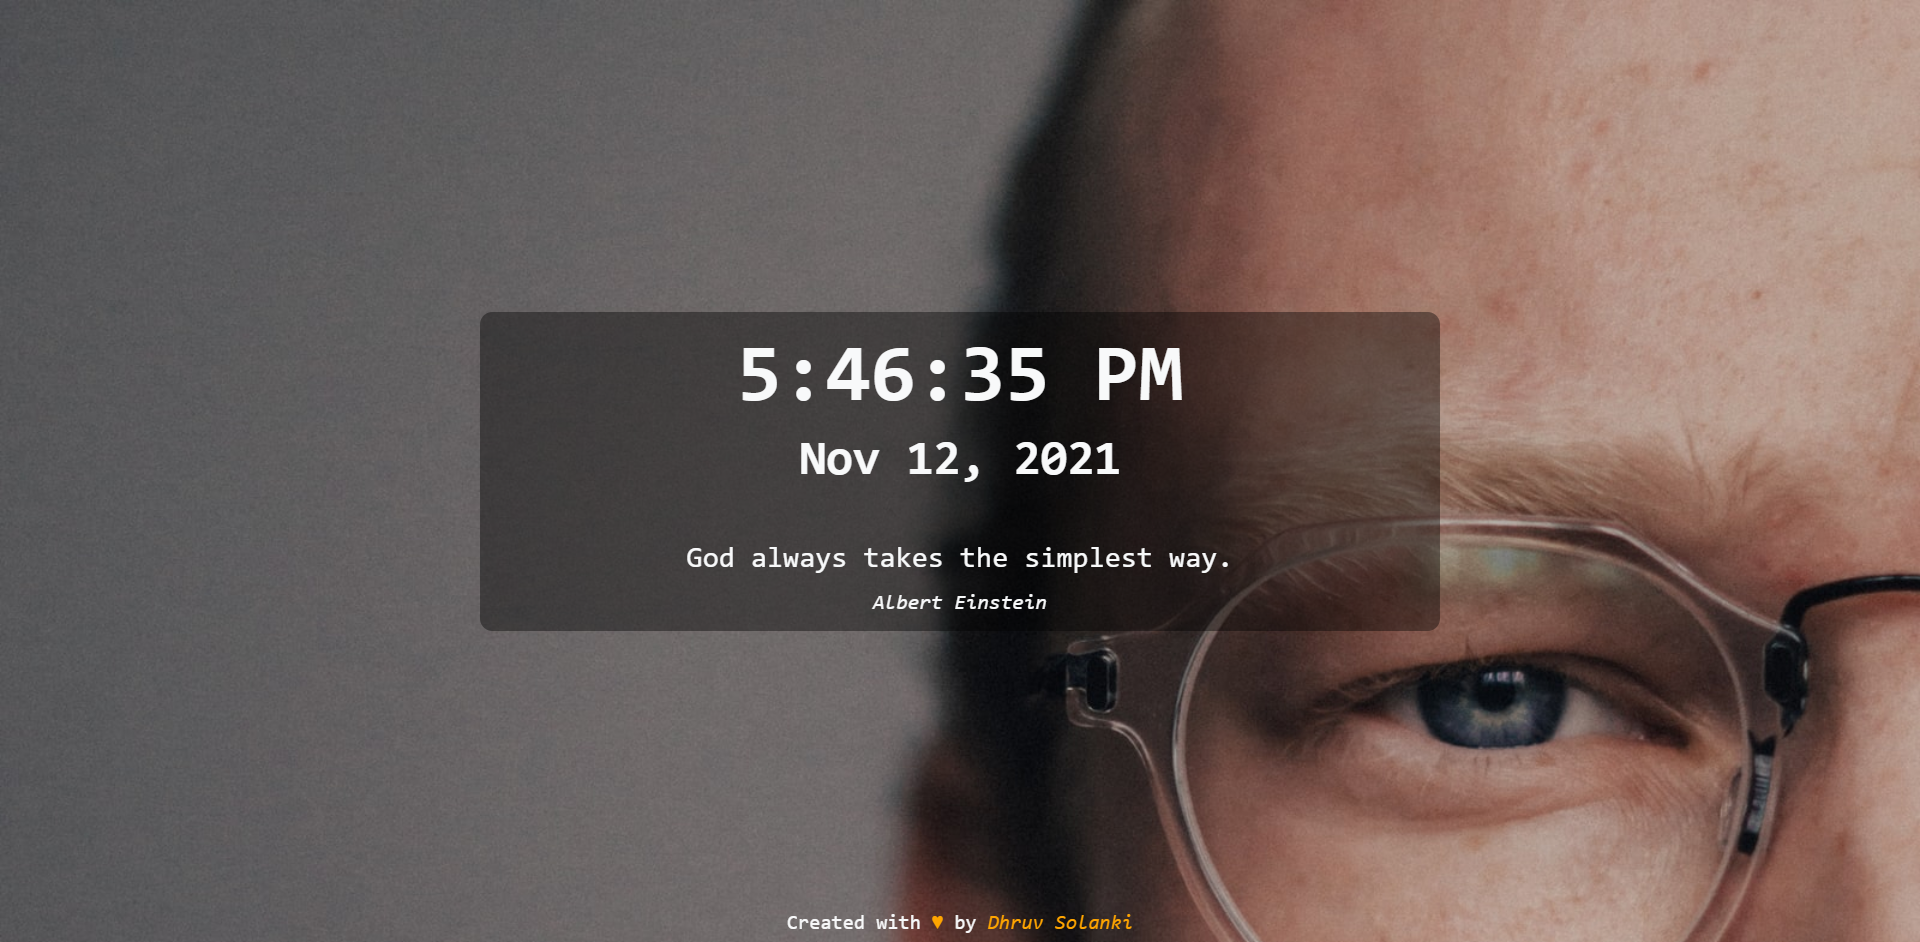 5:46:35 PM
Nov 12, 2021
God always takes the simplest way.
Albert Einstein
Created with ♥ by Dhruv Solanki